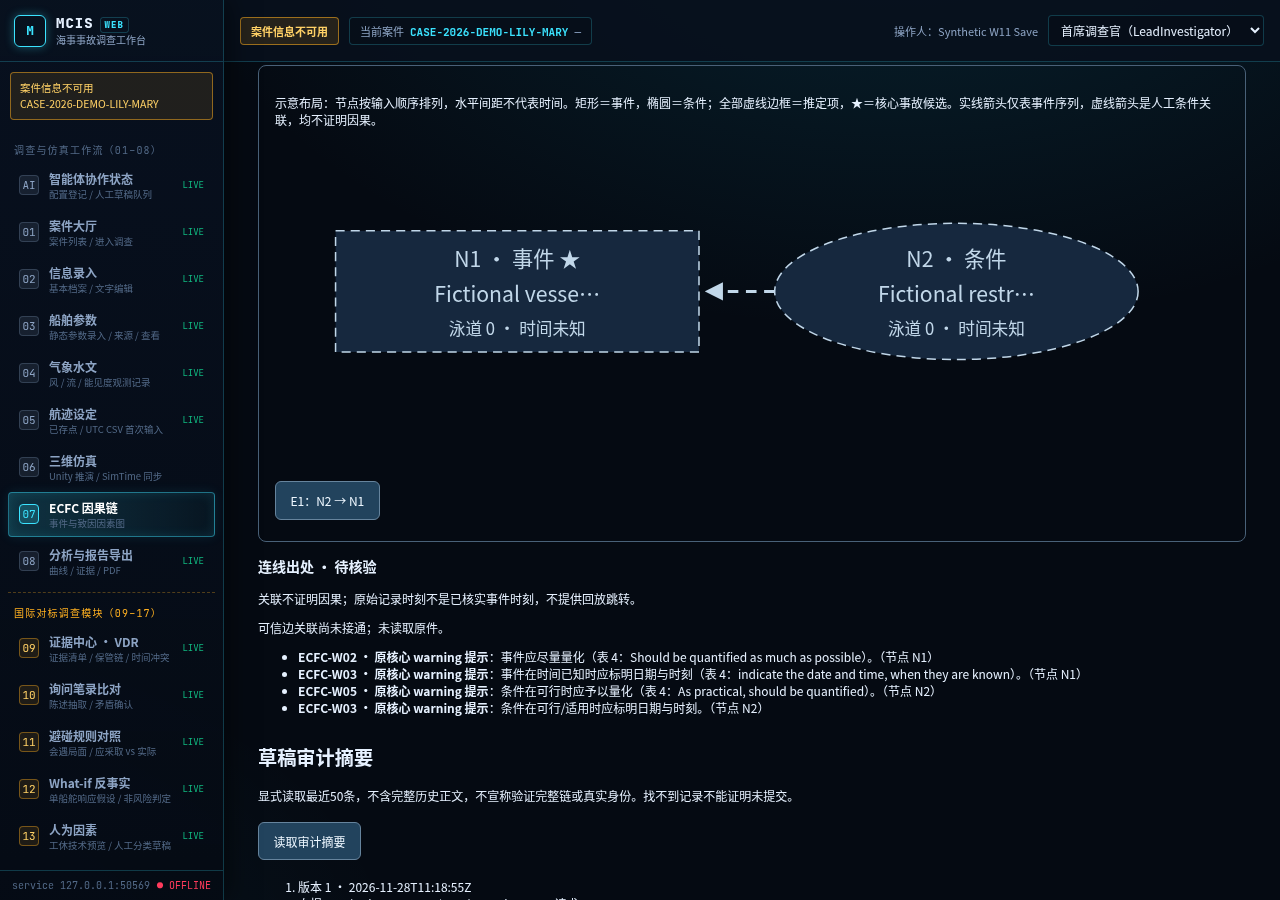 M
MCIS WEB
海事事故调查工作台
案件信息不可用
当前案件 CASE-2026-DEMO-LILY-MARY —
操作人：Synthetic W11 Save
首席调查官（LeadInvestigator）
案件信息不可用
CASE-2026-DEMO-LILY-MARY
调查与仿真工作流（01–08）
AI 智能体协作状态 LIVE
配置登记 / 人工草稿队列
01 案件大厅 LIVE
案件列表 / 进入调查
02 信息录入 LIVE
基本档案 / 文字编辑
03 船舶参数 LIVE
静态参数录入 / 来源 / 查看
04 气象水文 LIVE
风 / 流 / 能见度观测记录
05 航迹设定 LIVE
已存点 / UTC CSV 首次输入
06 三维仿真
Unity 推演 / SimTime 同步
07 ECFC 因果链
事件与致因因素图
08 分析与报告导出 LIVE
曲线 / 证据 / PDF
国际对标调查模块（09–17）
09 证据中心 · VDR LIVE
证据清单 / 保管链 / 时间冲突
10 询问笔录比对 LIVE
陈述抽取 / 矛盾确认
11 避碰规则对照 LIVE
会遇局面 / 应采取 vs 实际
12 What-if 反事实 LIVE
单船舵响应假设 / 非风险判定
13 人为因素 LIVE
工休技术预览 / 人工分类草稿
service 127.0.0.1:50569 OFFLINE
示意布局：节点按输入顺序排列，水平间距不代表时间。矩形＝事件，椭圆＝条件；全部虚线边框＝推定项，★＝核心事故候选。实线箭头仅表事件序列，虚线箭头是人工条件关
联，均不证明因果。
N1 · 事件 ★
Fictional vesse…
泳道 0 · 时间未知
N2 · 条件
Fictional restr…
泳道 0 · 时间未知
E1：N2 → N1
连线出处 · 待核验
关联不证明因果；原始记录时刻不是已核实事件时刻，不提供回放跳转。
可信边关联尚未接通；未读取原件。
ECFC-W02 · 原核心 warning 提示：事件应尽量量化（表 4：Should be quantified as much as possible）。（节点 N1）
ECFC-W03 · 原核心 warning 提示：事件在时间已知时应标明日期与时刻（表 4：indicate the date and time, when they are known）。（节点 N1）
ECFC-W05 · 原核心 warning 提示：条件在可行时应予以量化（表 4：As practical, should be quantified）。（节点 N2）
ECFC-W03 · 原核心 warning 提示：条件在可行/适用时应标明日期与时刻。（节点 N2）
草稿审计摘要
显式读取最近50条，不含完整历史正文，不宣称验证完整链或真实身份。找不到记录不能证明未提交。
读取审计摘要
1. 版本 1 · 2026-11-28T11:18:55Z